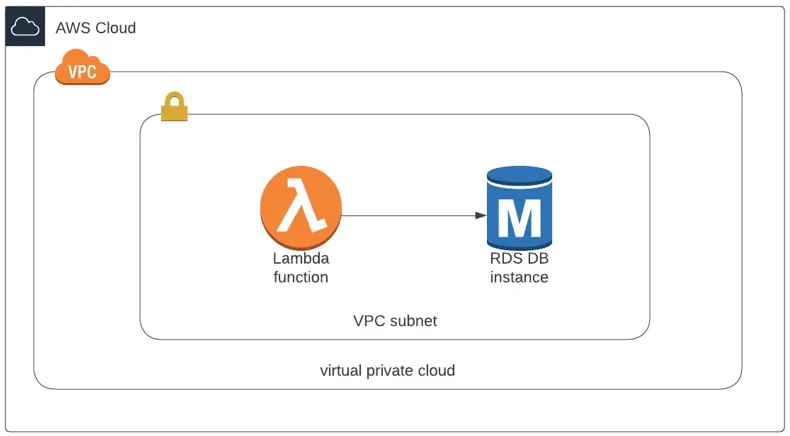 AWS Cloud
VPC
λ
M
Lambda
function
RDS DB
instance
VPC subnet
virtual private cloud